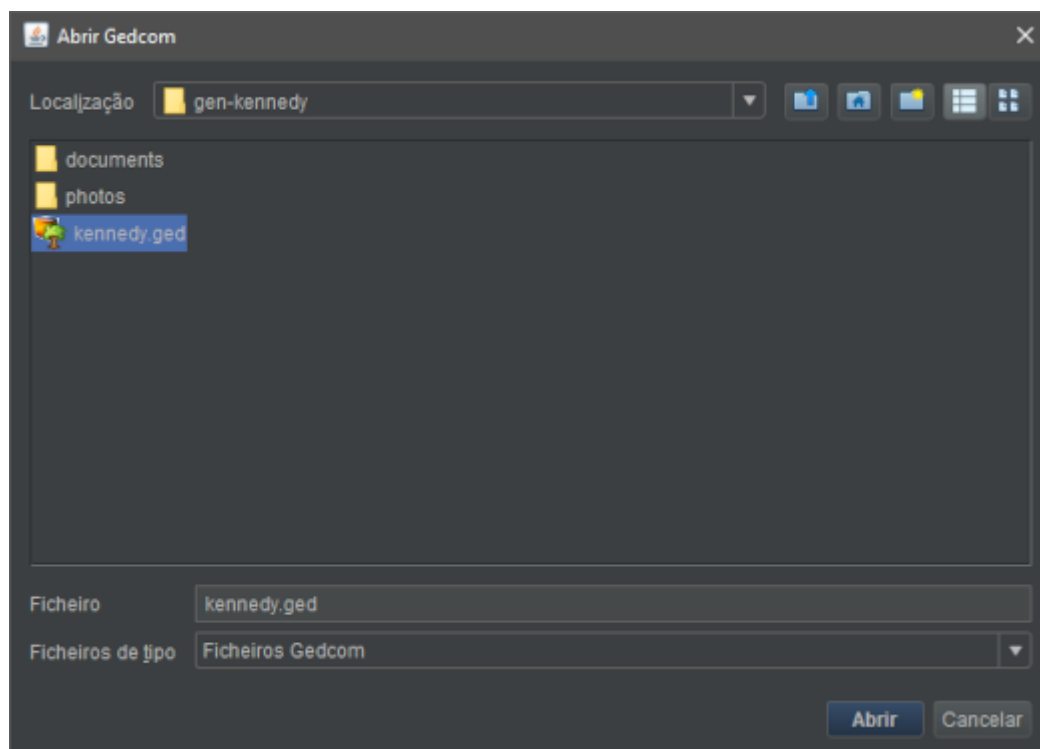 Abrir Gedcom
Localização gen-kennedy
documents
photos
kennedy.ged
Ficheiro kennedy.ged
Ficheiros de tipo Ficheiros Gedcom
Abrir Cancelar